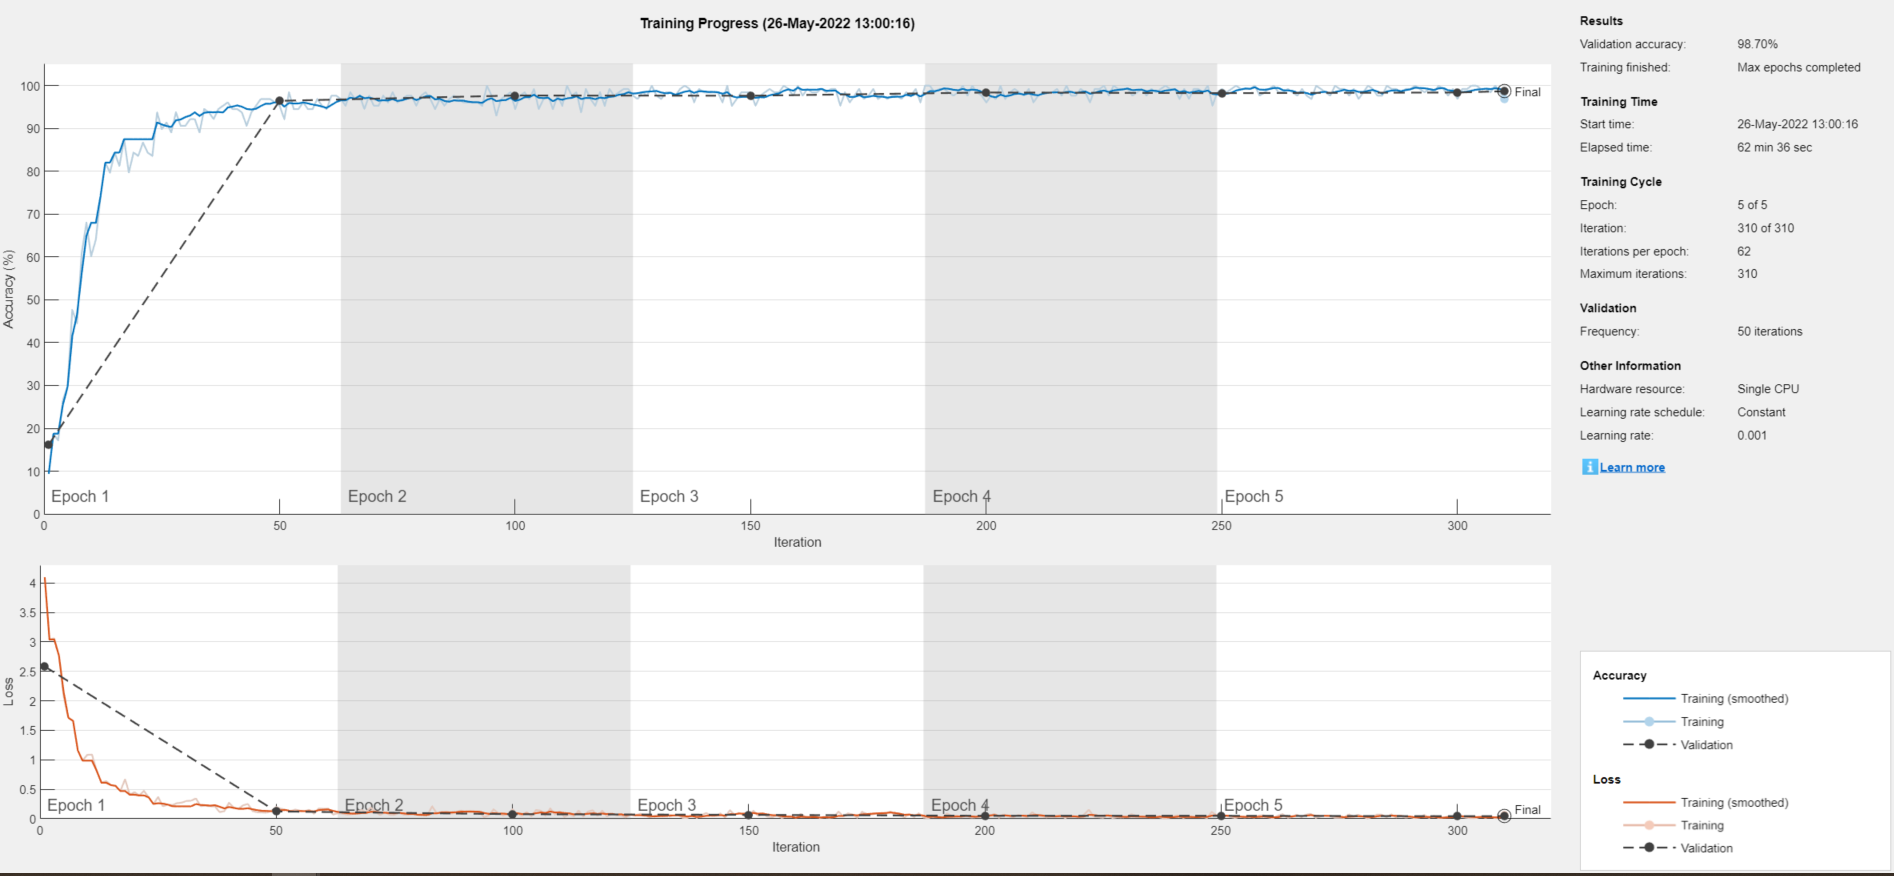 Training Progress (26-May-2022 13:00:16)
Accuracy (%)
100
90
80
70
60
50
40
30
20
10
0
Final
Epoch 1
Epoch 2
Epoch 3
Epoch 4
Epoch 5
0 50 100 150 200 250 300
Iteration
Loss
4
3.5
3
2.5
2
1.5
1
0.5
0
Final
Epoch 1
Epoch 2
Epoch 3
Epoch 4
Epoch 5
0 50 100 150 200 250 300
Iteration
Results
Validation accuracy: 98.70%
Training finished: Max epochs completed
Training Time
Start time: 26-May-2022 13:00:16
Elapsed time: 62 min 36 sec
Training Cycle
Epoch: 5 of 5
Iteration: 310 of 310
Iterations per epoch: 62
Maximum iterations: 310
Validation
Frequency: 50 iterations
Other Information
Hardware resource: Single CPU
Learning rate schedule: Constant
Learning rate: 0.001
i Learn more
Accuracy
Training (smoothed)
Training
Validation
Loss
Training (smoothed)
Training
Validation